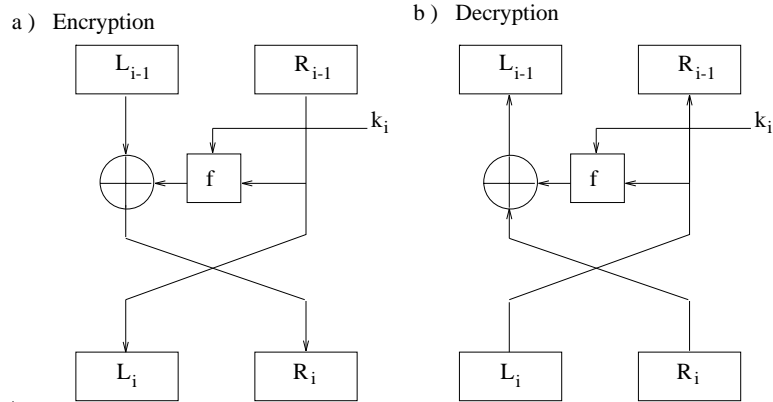 a ) Encryption
L_{i-1} R_{i-1}
k_i
f
L_i R_i
b ) Decryption
L_{i-1} R_{i-1}
k_i
f
L_i R_i